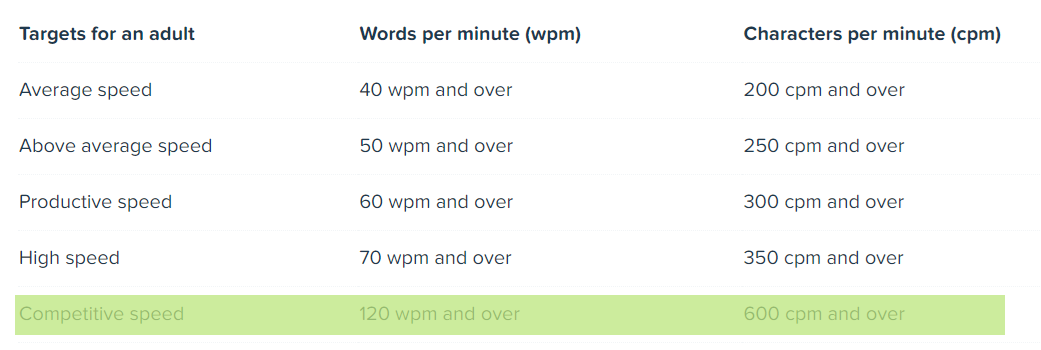 Targets for an adult Words per minute (wpm) Characters per minute (cpm)
Average speed 40 wpm and over 200 cpm and over
Above average speed 50 wpm and over 250 cpm and over
Productive speed 60 wpm and over 300 cpm and over
High speed 70 wpm and over 350 cpm and over
Competitive speed 120 wpm and over 600 cpm and over